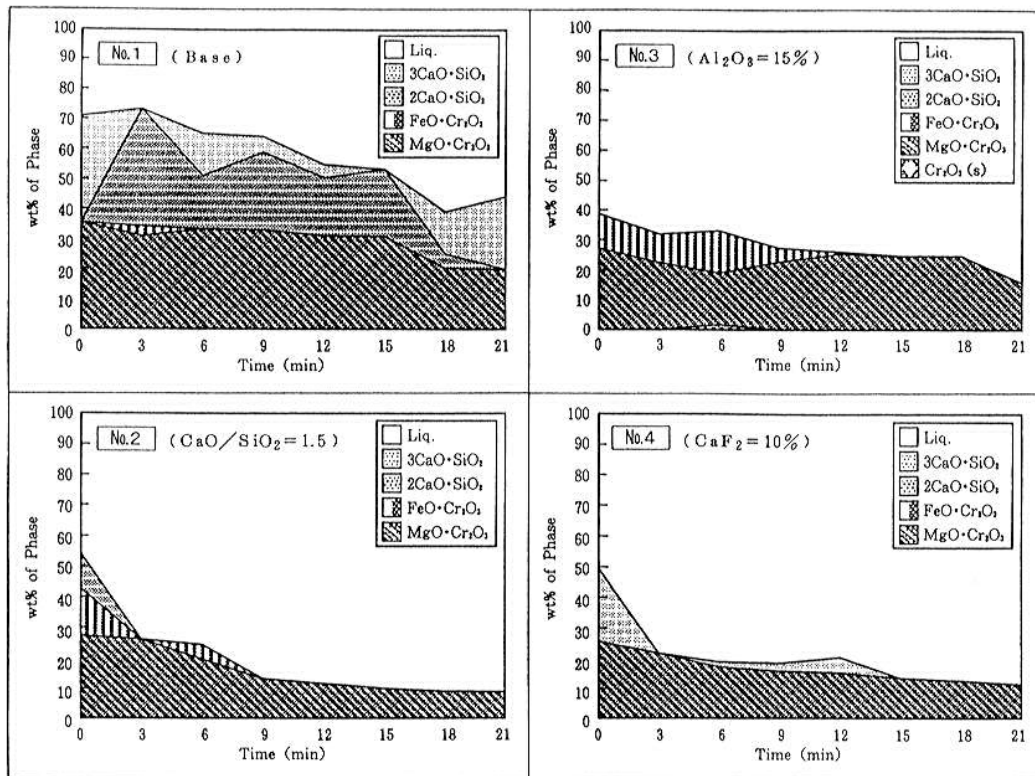 No.1 (Base)
Liq.
3CaO・SiO₂
2CaO・SiO₂
FeO・Cr₂O₃
MgO・Cr₂O₃
wt% of Phase
100
90
80
70
60
50
40
30
20
10
0
0 3 6 9 12 15 18 21
Time (min)
No.3 (Al₂O₃=15%)
Liq.
3CaO・SiO₂
2CaO・SiO₂
FeO・Cr₂O₃
MgO・Cr₂O₃
Cr₂O₃(s)
wt% of Phase
100
90
80
70
60
50
40
30
20
10
0
0 3 6 9 12 15 18 21
Time (min)
No.2 (CaO/SiO₂=1.5)
Liq.
3CaO・SiO₂
2CaO・SiO₂
FeO・Cr₂O₃
MgO・Cr₂O₃
wt% of Phase
100
90
80
70
60
50
40
30
20
10
0
0 3 6 9 12 15 18 21
Time (min)
No.4 (CaF₂=10%)
Liq.
3CaO・SiO₂
2CaO・SiO₂
FeO・Cr₂O₃
MgO・Cr₂O₃
wt% of Phase
100
90
80
70
60
50
40
30
20
10
0
0 3 6 9 12 15 18 21
Time (min)